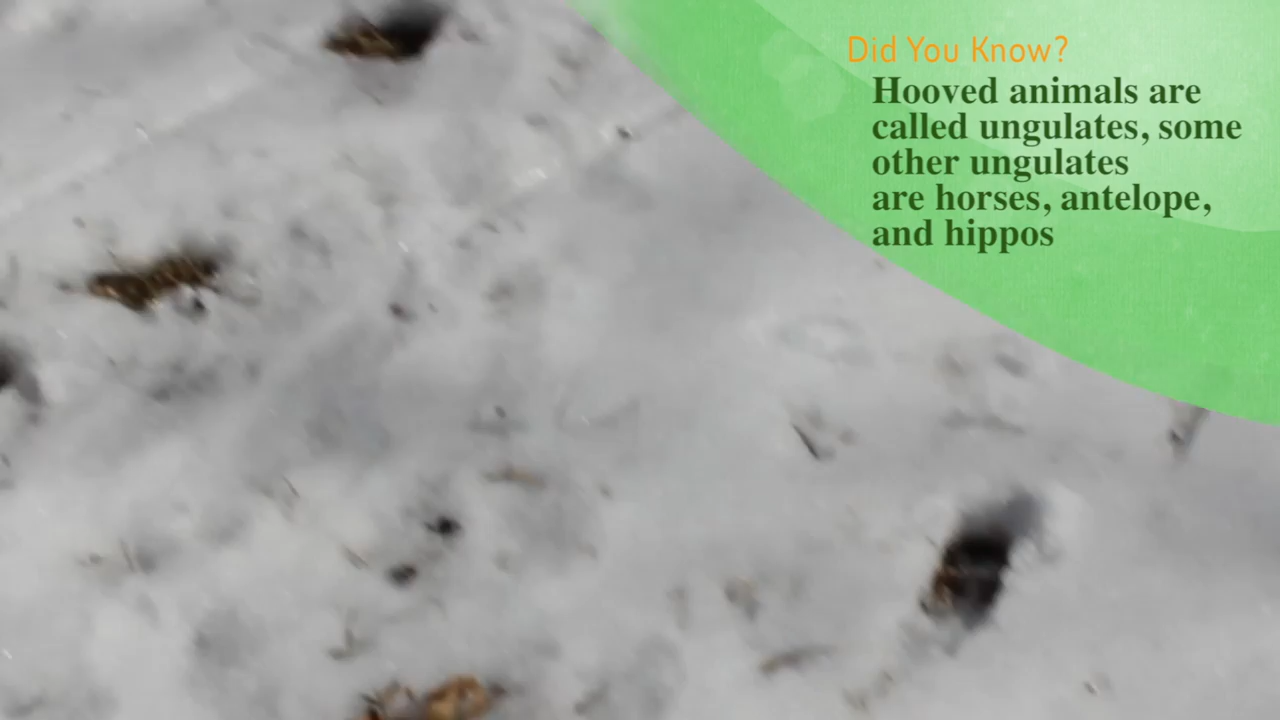 Did You Know?
Hooved animals are
called ungulates, some
other ungulates
are horses, antelope,
and hippos